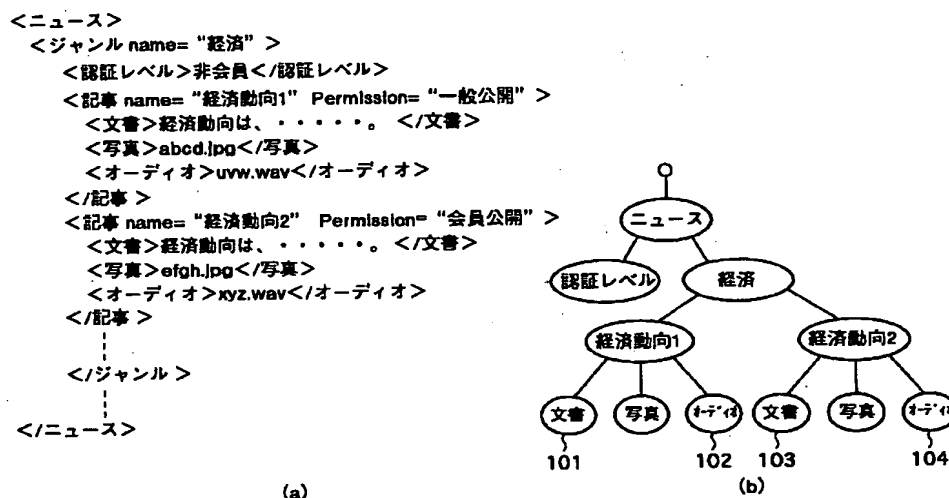 <ニュース>
<ジャンル name= “経済” >
<認証レベル>非会員</認証レベル>
<記事 name= “経済動向1” Permission= “一般公開” >
<文書>経済動向は、・・・・・。 </文書>
<写真>abcd.jpg</写真>
<オーディオ>uvw.wav</オーディオ>
</記事 >
<記事 name= “経済動向2” Permission= “会員公開” >
<文書>経済動向は、・・・・・。 </文書>
<写真>efgh.jpg</写真>
<オーディオ>xyz.wav</オーディオ>
</記事 >
</ジャンル >
</ニュース>
(a)
ニュース
認証レベル 経済
経済動向1 経済動向2
文書 写真 オーディオ 文書 写真 オーディオ
101 102 103 104
(b)